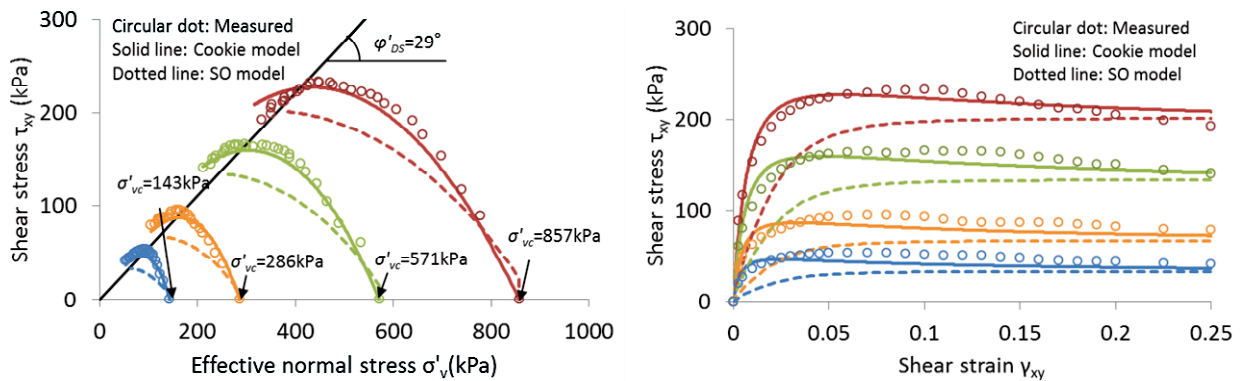 Circular dot: Measured
Solid line: Cookie model
Dotted line: SO model
φ'DS=29°
σ'vc=143kPa
σ'vc=286kPa
σ'vc=571kPa
σ'vc=857kPa
Shear stress τxy (kPa)
300
200
100
0
0 200 400 600 800 1000
Effective normal stress σ'v(kPa)
Circular dot: Measured
Solid line: Cookie model
Dotted line: SO model
Shear stress τxy (kPa)
300
200
100
0
0 0.05 0.1 0.15 0.2 0.25
Shear strain γxy